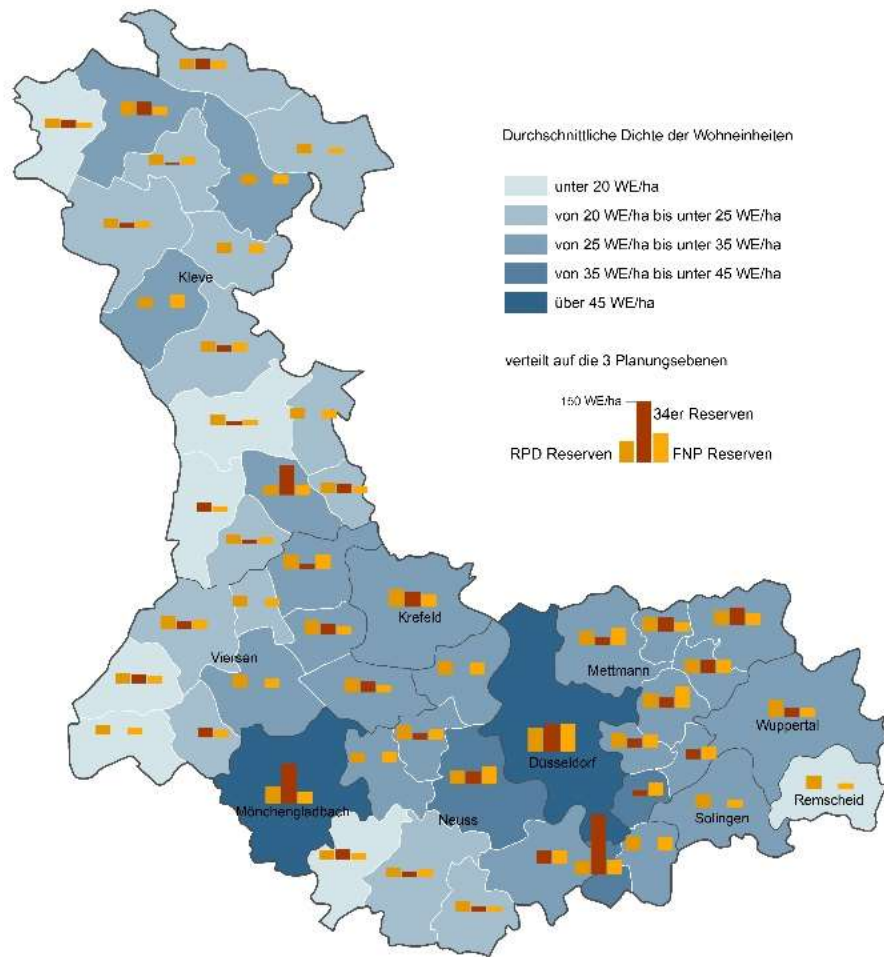 Durchschnittliche Dichte der Wohneinheiten
unter 20 WE/ha
von 20 WE/ha bis unter 25 WE/ha
von 25 WE/ha bis unter 35 WE/ha
von 35 WE/ha bis unter 45 WE/ha
über 45 WE/ha
verteilt auf die 3 Planungsebenen
150 WE/ha
34er Reserven
RPD Reserven
FNP Reserven
Kleve
Krefeld
Viersen
Mettmann
Wuppertal
Düsseldorf
Remscheid
Mönchengladbach
Neuss
Solingen